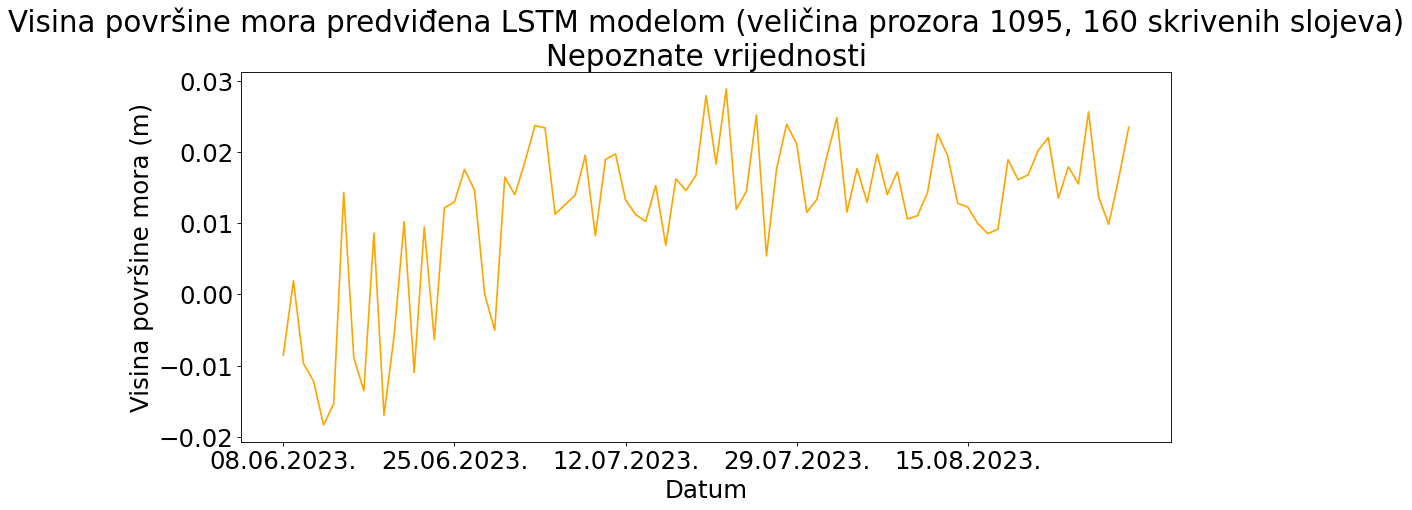 Visina površine mora predviđena LSTM modelom (veličina prozora 1095, 160 skrivenih slojeva)
Nepoznate vrijednosti
Visina površine mora (m)
0.03
0.02
0.01
0.00
−0.01
−0.02
08.06.2023. 25.06.2023. 12.07.2023. 29.07.2023. 15.08.2023.
Datum